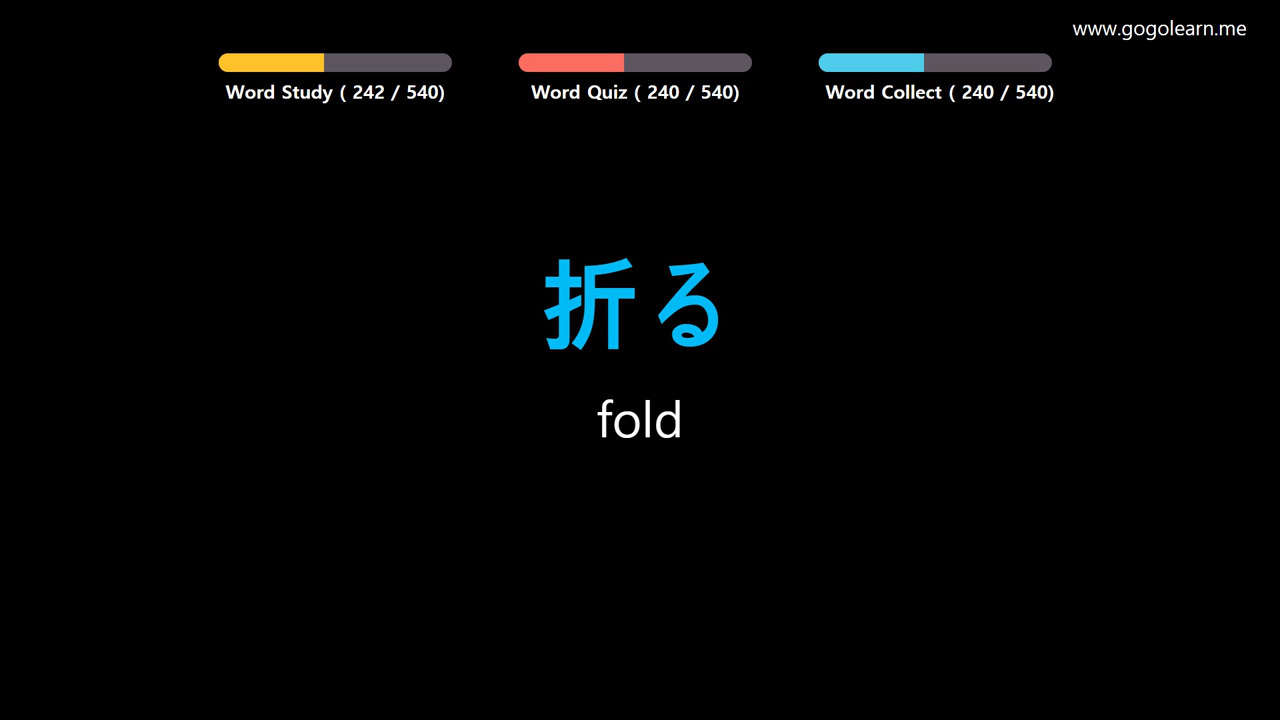 www.gogolearn.me
Word Study ( 242 / 540)
Word Quiz ( 240 / 540)
Word Collect ( 240 / 540)
折る
fold